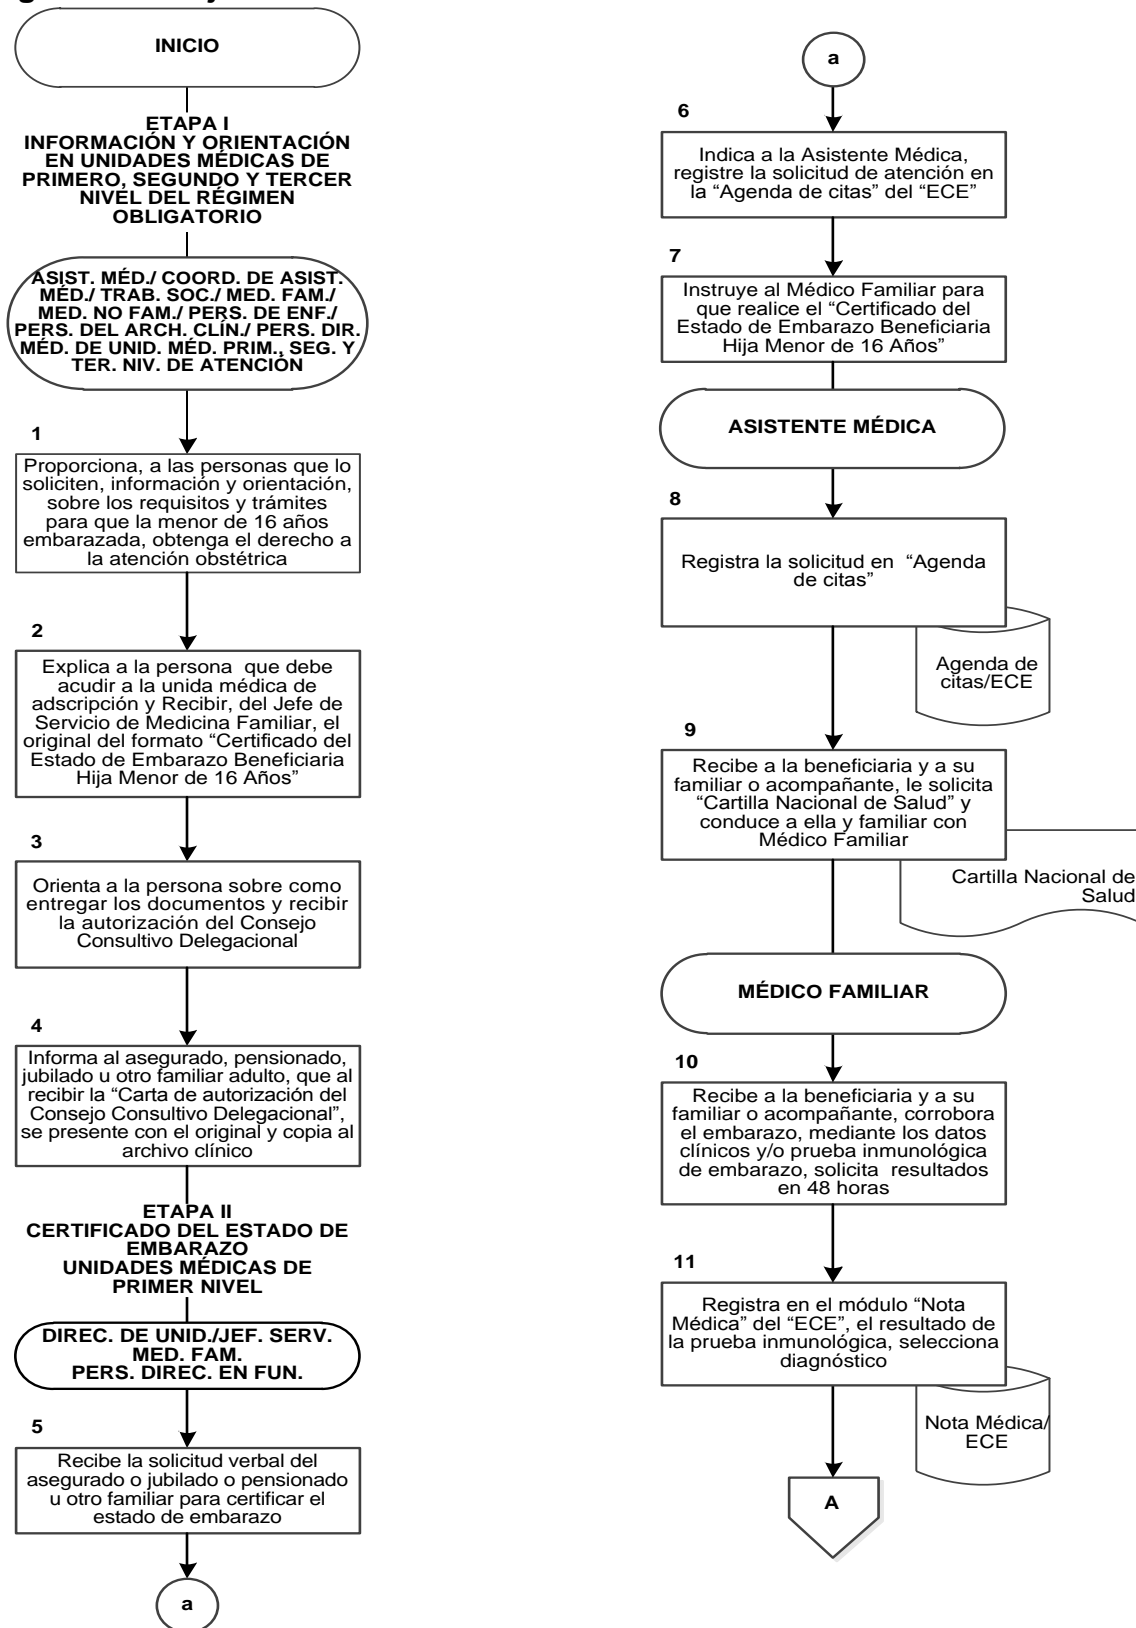 INICIO
ETAPA I
INFORMACIÓN Y ORIENTACIÓN
EN UNIDADES MÉDICAS DE
PRIMERO, SEGUNDO Y TERCER
NIVEL DEL RÉGIMEN
OBLIGATORIO
ASIST. MÉD./ COORD. DE ASIST.
MÉD./ TRAB. SOC./ MED. FAM./
MED. NO FAM./ PERS. DE ENF./
PERS. DEL ARCH. CLÍN./ PERS. DIR.
MÉD. DE UNID. MÉD. PRIM., SEG. Y
TER. NIV. DE ATENCIÓN
1
Proporciona, a las personas que lo
soliciten, información y orientación,
sobre los requisitos y trámites
para que la menor de 16 años
embarazada, obtenga el derecho a
la atención obstétrica
2
Explica a la persona que debe
acudir a la unida médica de
adscripción y Recibir, del Jefe de
Servicio de Medicina Familiar, el
original del formato “Certificado del
Estado de Embarazo Beneficiaria
Hija Menor de 16 Años”
3
Orienta a la persona sobre como
entregar los documentos y recibir
la autorización del Consejo
Consultivo Delegacional
4
Informa al asegurado, pensionado,
jubilado u otro familiar adulto, que al
recibir la “Carta de autorización del
Consejo Consultivo Delegacional”,
se presente con el original y copia al
archivo clínico
ETAPA II
CERTIFICADO DEL ESTADO DE
EMBARAZO
UNIDADES MÉDICAS DE
PRIMER NIVEL
DIREC. DE UNID./JEF. SERV.
MED. FAM.
PERS. DIREC. EN FUN.
5
Recibe la solicitud verbal del
asegurado o jubilado o pensionado
u otro familiar para certificar el
estado de embarazo
a
a
6
Indica a la Asistente Médica,
registre la solicitud de atención en
la “Agenda de citas” del “ECE”
7
Instruye al Médico Familiar para
que realice el “Certificado del
Estado de Embarazo Beneficiaria
Hija Menor de 16 Años”
ASISTENTE MÉDICA
8
Registra la solicitud en “Agenda
de citas”
Agenda de
citas/ECE
9
Recibe a la beneficiaria y a su
familiar o acompañante, le solicita
“Cartilla Nacional de Salud” y
conduce a ella y familiar con
Médico Familiar
Cartilla Nacional de
Salud
MÉDICO FAMILIAR
10
Recibe a la beneficiaria y a su
familiar o acompañante, corrobora
el embarazo, mediante los datos
clínicos y/o prueba inmunológica
de embarazo, solicita resultados
en 48 horas
11
Registra en el módulo “Nota
Médica” del “ECE”, el resultado de
la prueba inmunológica, selecciona
diagnóstico
Nota Médica/
ECE
A